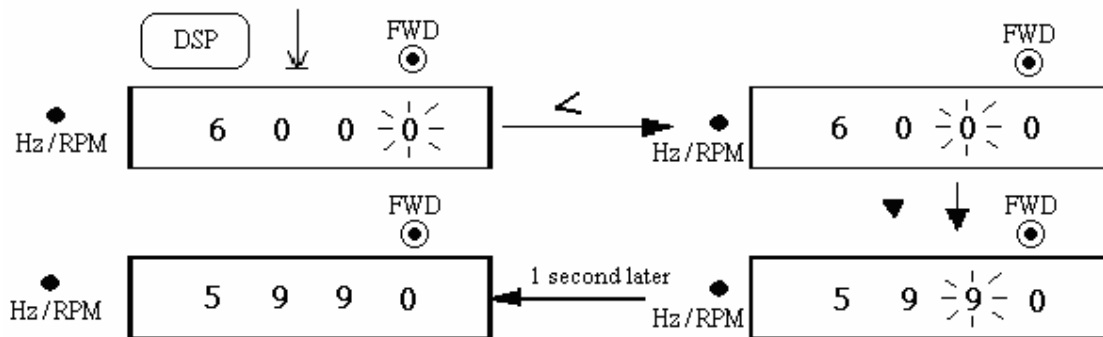 DSP
FWD
6 0 0 0
Hz/RPM
<
FWD
6 0 0 0
Hz/RPM
FWD
5 9 9 0
Hz/RPM
1 second later
FWD
5 9 9 0
Hz/RPM